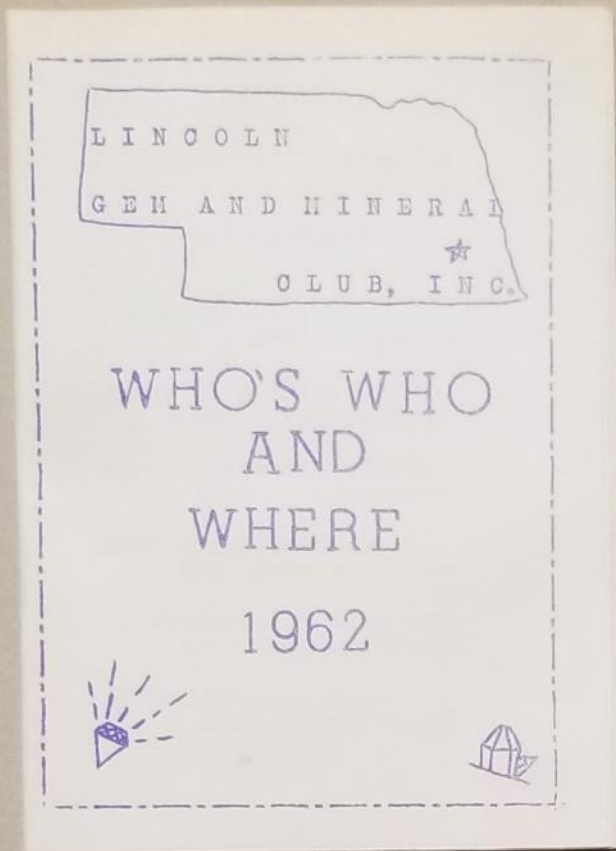 LINCOLN
GEM AND MINERAL
CLUB, INC.
WHO'S WHO
AND
WHERE
1962